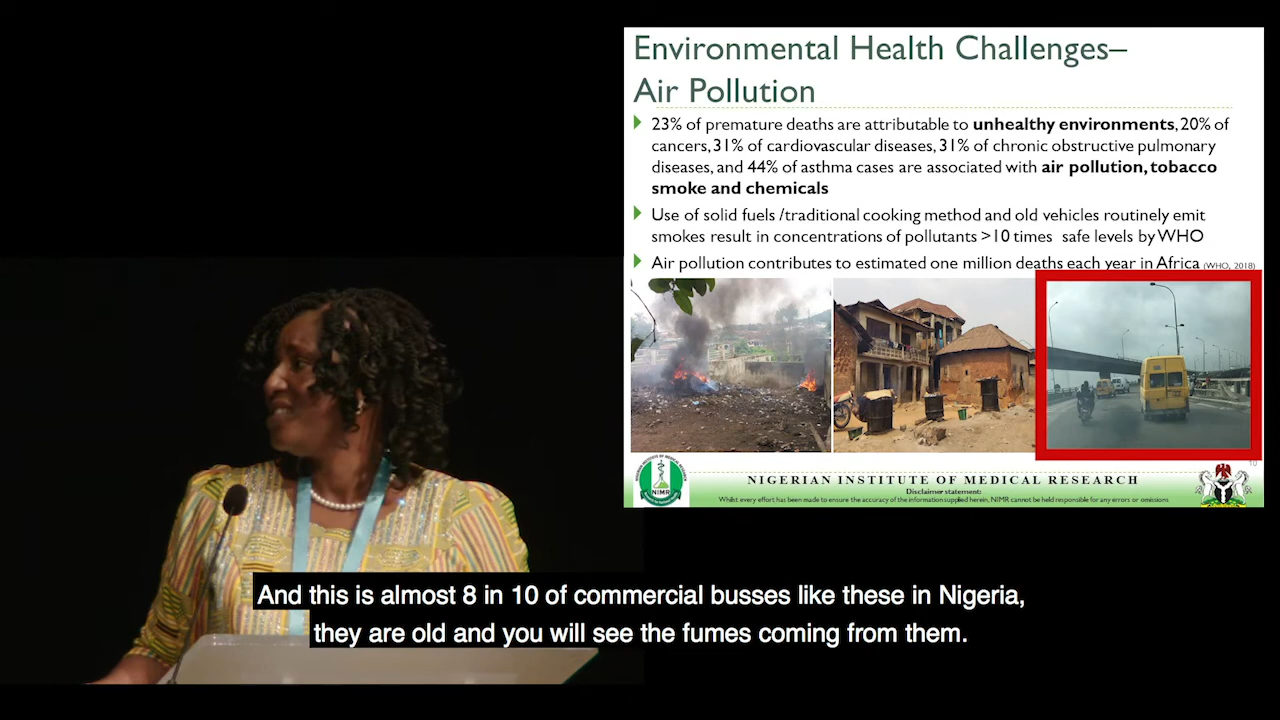 Environmental Health Challenges–
Air Pollution
23% of premature deaths are attributable to unhealthy environments, 20% of
cancers, 31% of cardiovascular diseases, 31% of chronic obstructive pulmonary
diseases, and 44% of asthma cases are associated with air pollution, tobacco
smoke and chemicals
Use of solid fuels /traditional cooking method and old vehicles routinely emit
smokes result in concentrations of pollutants >10 times safe levels by WHO
Air pollution contributes to estimated one million deaths each year in Africa (WHO, 2018)
10
NIMR
NIGERIAN INSTITUTE OF MEDICAL RESEARCH
Disclaimer statement:
Whilst every effort has been made to ensure the accuracy of the information supplied herein, NIMR cannot be held responsible for any errors or omissions
And this is almost 8 in 10 of commercial busses like these in Nigeria,
they are old and you will see the fumes coming from them.